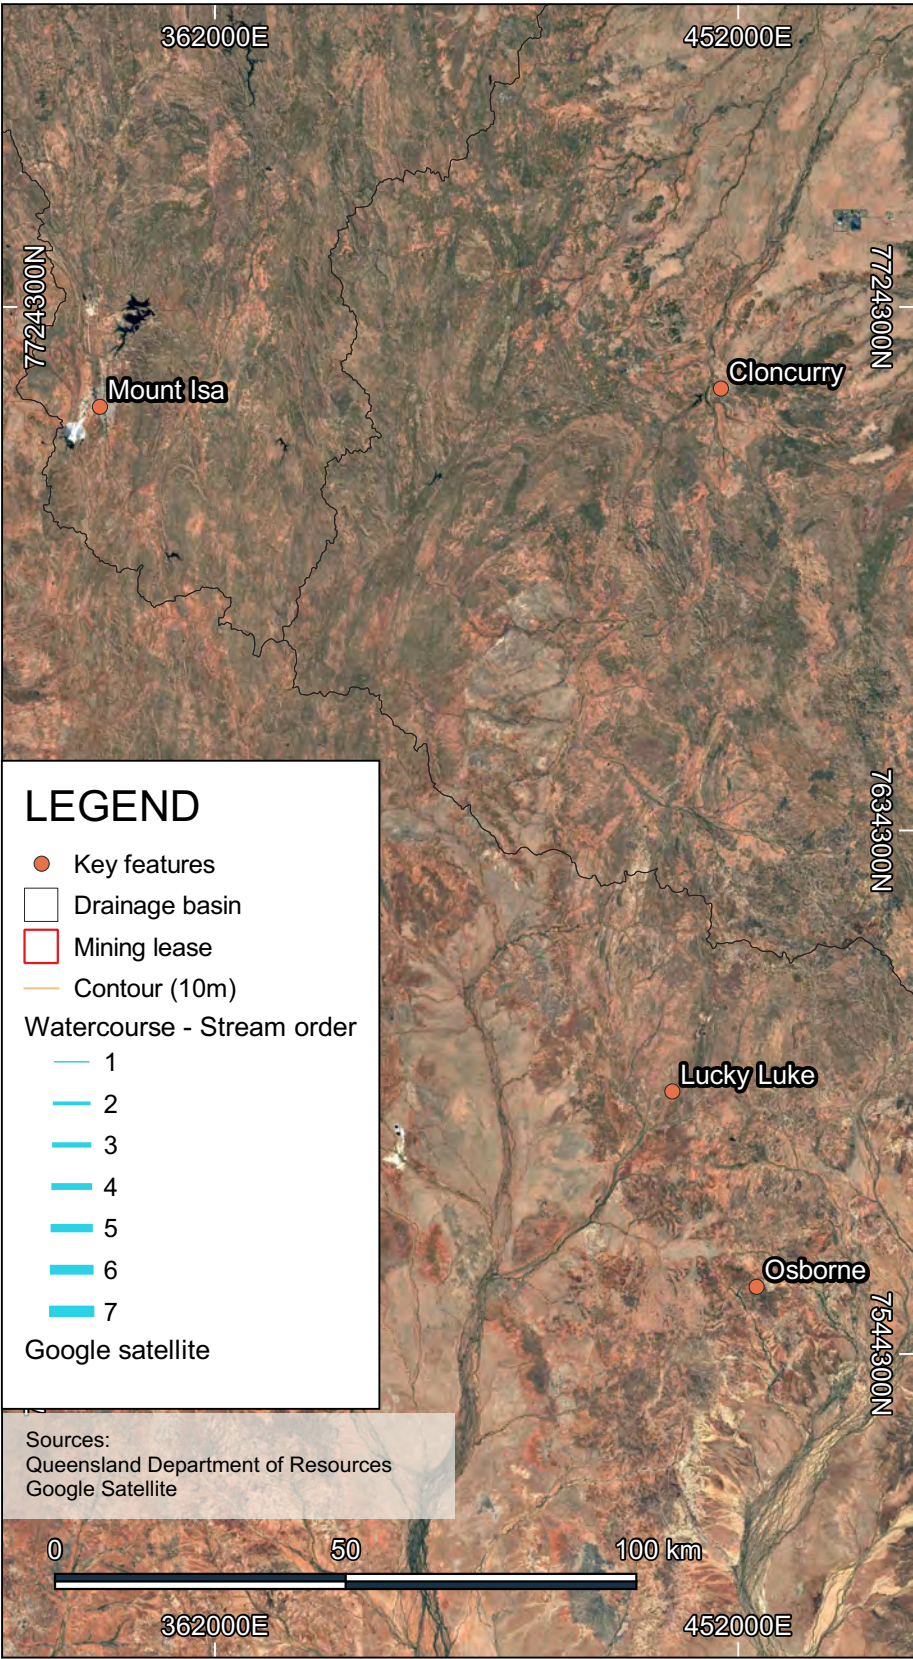 362000E
452000E
7724300N
7724300N
Mount Isa
Cloncurry
7634300N
LEGEND
Key features
Drainage basin
Mining lease
Contour (10m)
Watercourse - Stream order
1
2
3
4
5
6
7
Google satellite
Lucky Luke
Osborne
7544300N
Sources:
Queensland Department of Resources
Google Satellite
0
50
100 km
362000E
452000E